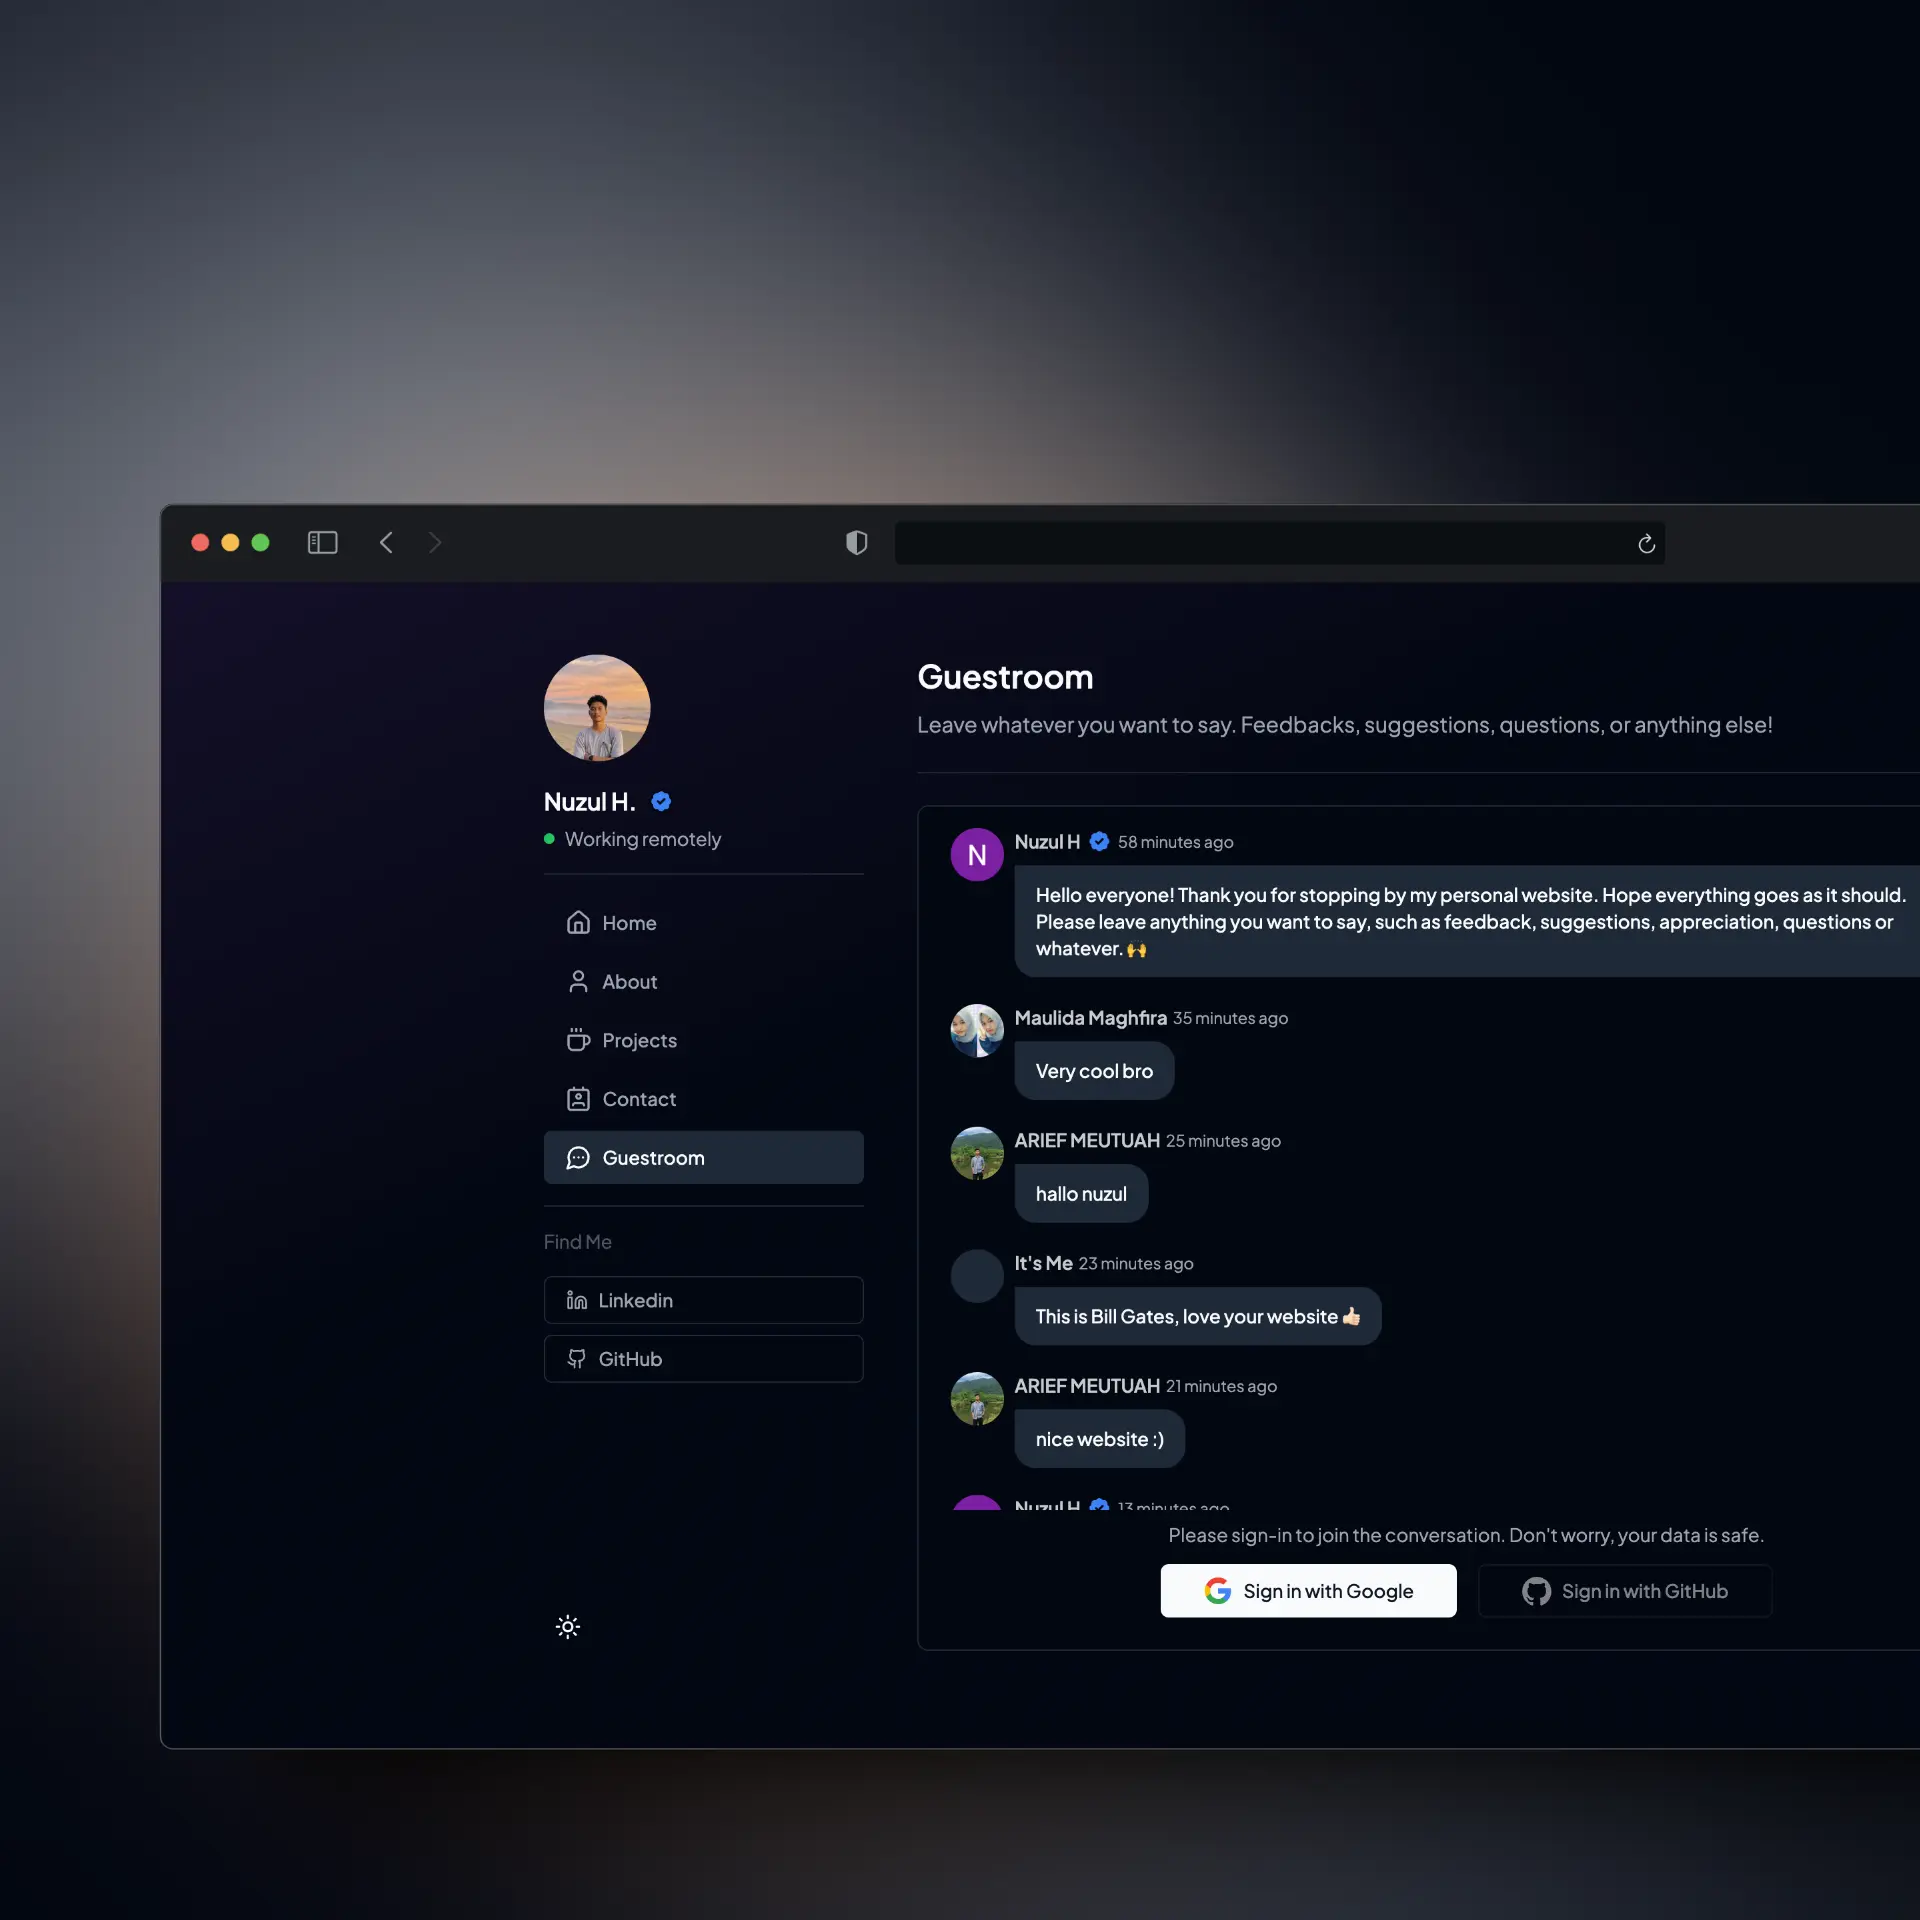 Nuzul H.
Working remotely
Home
About
Projects
Contact
Guestroom
Find Me
Linkedin
GitHub
Guestroom
Leave whatever you want to say. Feedbacks, suggestions, questions, or anything else!
N
Nuzul H 58 minutes ago
Hello everyone! Thank you for stopping by my personal website. Hope everything goes as it should.
Please leave anything you want to say, such as feedback, suggestions, appreciation, questions or
whatever. 🙌
Maulida Maghfira 35 minutes ago
Very cool bro
ARIEF MEUTUAH 25 minutes ago
hallo nuzul
It's Me 23 minutes ago
This is Bill Gates, love your website 👍🏻
ARIEF MEUTUAH 21 minutes ago
nice website :)
Nuzul H 13 minutes ago
Please sign-in to join the conversation. Don't worry, your data is safe.
Sign in with Google
Sign in with GitHub